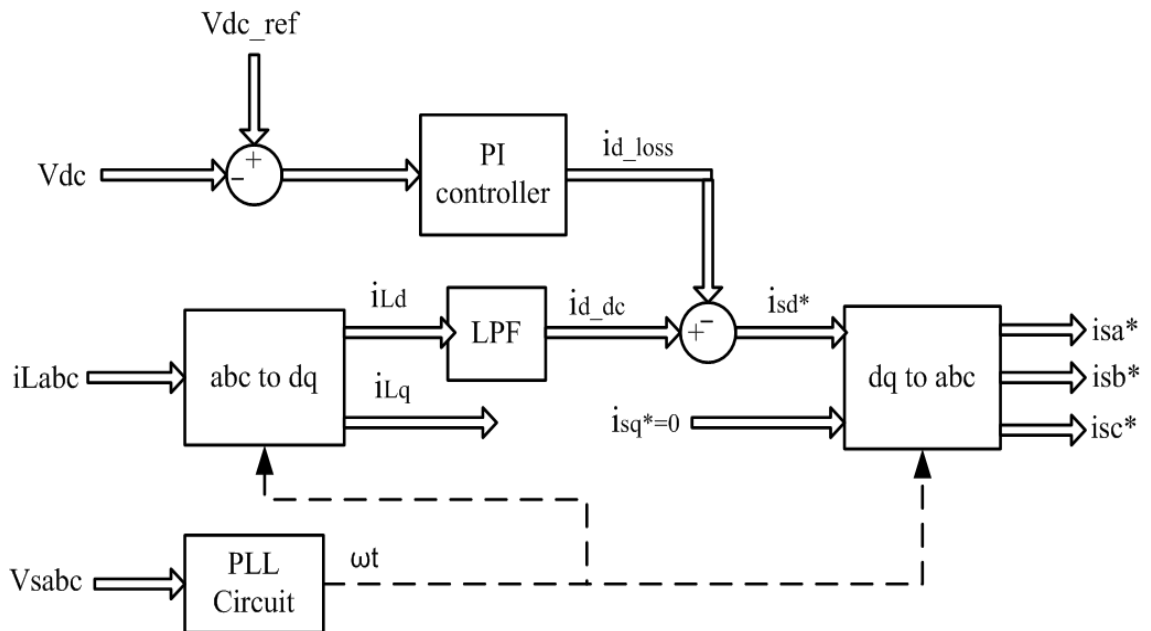 Vdc_ref
Vdc
+
-
PI
controller
id_loss
iLabc
abc to dq
iLd
iLq
LPF
id_dc
+
-
isd*
isq*=0
dq to abc
isa*
isb*
isc*
Vsabc
PLL
Circuit
ωt